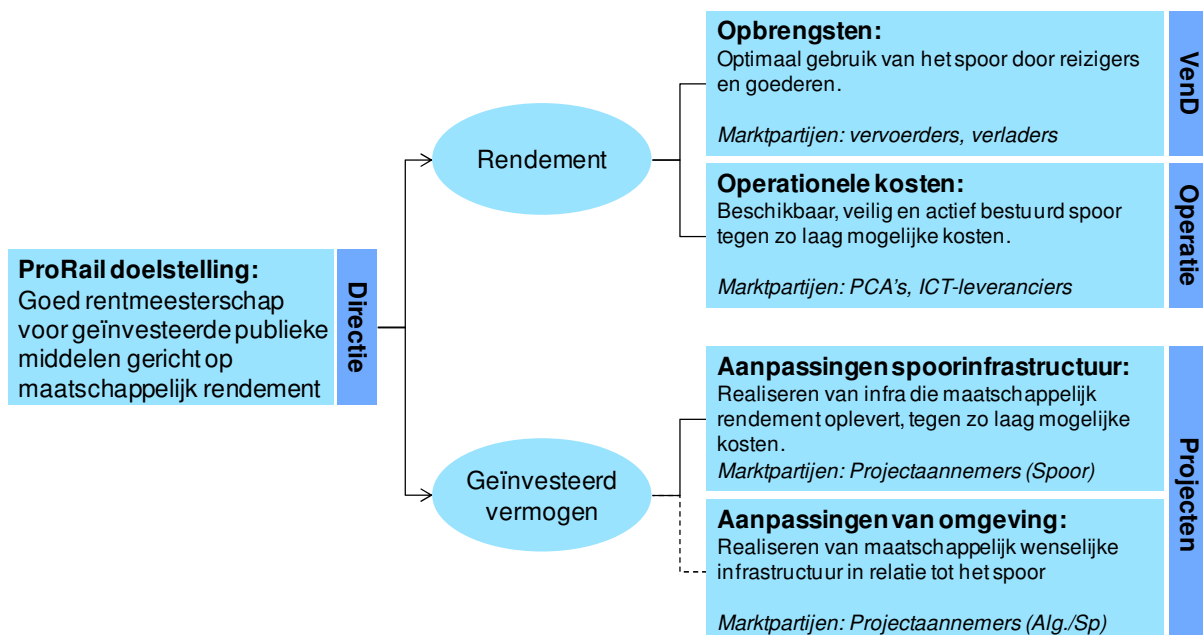 ProRail doelstelling:
Goed rentmeesterschap
voor geïnvesteerde publieke
middelen gericht op
maatschappelijk rendement
Directie
Rendement
Geïnvesteerd
vermogen
Opbrengsten:
Optimaal gebruik van het spoor door reizigers
en goederen.
Marktpartijen: vervoerders, verladers
VenD
Operationele kosten:
Beschikbaar, veilig en actief bestuurd spoor
tegen zo laag mogelijke kosten.
Marktpartijen: PCA's, ICT-leveranciers
Operatie
Aanpassingen spoorinfrastructuur:
Realiseren van infra die maatschappelijk
rendement oplevert, tegen zo laag mogelijke
kosten.
Marktpartijen: Projectaannemers (Spoor)
Aanpassingen van omgeving:
Realiseren van maatschappelijk wenselijke
infrastructuur in relatie tot het spoor
Marktpartijen: Projectaannemers (Alg./Sp)
Projecten